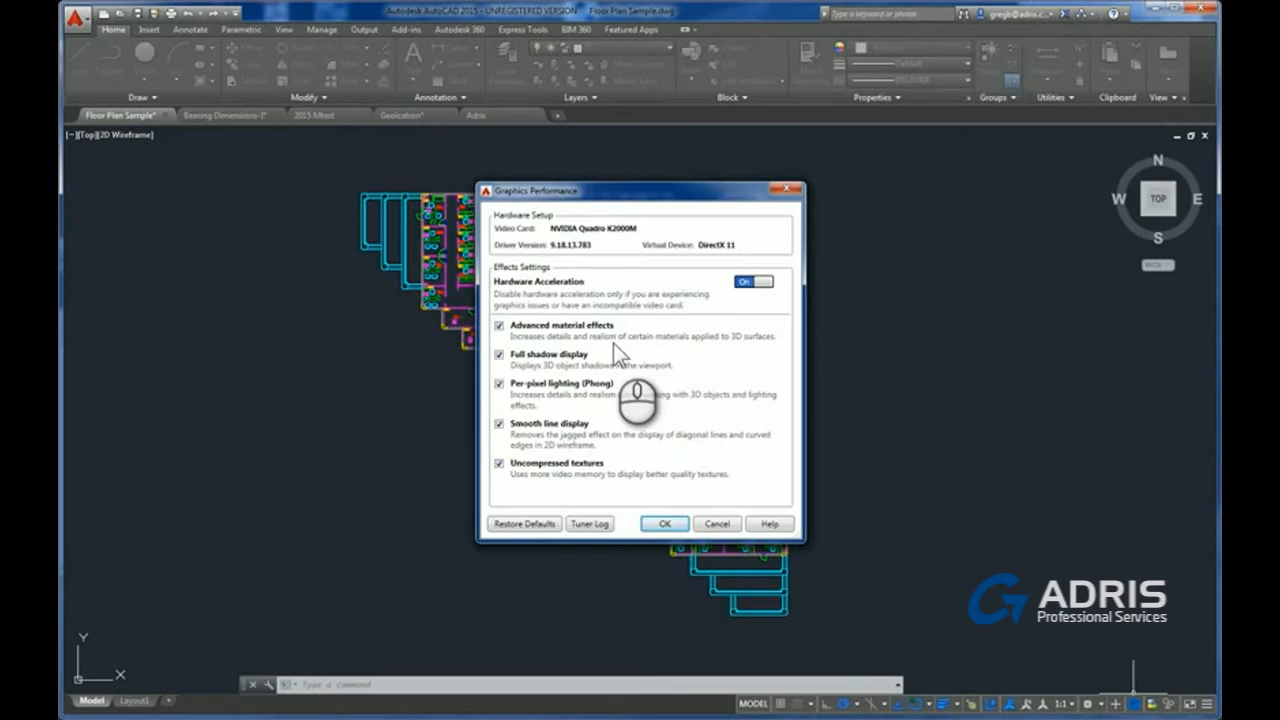 Autodesk AutoCAD 2015 - UNREGISTERED VERSION Floor Plan Sample.dwg
Type a keyword or phrase
gregb@adris.c...
Home Insert Annotate Parametric View Manage Output Add-ins Autodesk 360 Express Tools BIM 360 Featured Apps
Default
BYLAYER
Draw Modify Annotation Layers Block Properties Groups Utilities Clipboard View
Floor Plan Sample* Bearing Dimensions-I* 2015 Mtext Geolcation* Adris
[−][Top][2D Wireframe]
N
W TOP E
S
WCS
Graphics Performance
Hardware Setup
Video Card: NVIDIA Quadro K2000M
Driver Version: 9.18.13.783 Virtual Device: DirectX 11
Effects Settings
Hardware Acceleration On
Disable hardware acceleration only if you are experiencing
graphics issues or have an incompatible video card.
Advanced material effects
Increases details and realism of certain materials applied to 3D surfaces.
Full shadow display
Displays 3D object shadows the viewport.
Per-pixel lighting (Phong)
Increases details and realism ing with 3D objects and lighting
effects.
Smooth line display
Removes the jagged effect on the display of diagonal lines and curved
edges in 2D wireframe.
Uncompressed textures
Uses more video memory to display better quality textures.
Restore Defaults Tuner Log OK Cancel Help
ADRIS
Professional Services
Y
X
Type a command
Model Layout1 +
MODEL 1:1